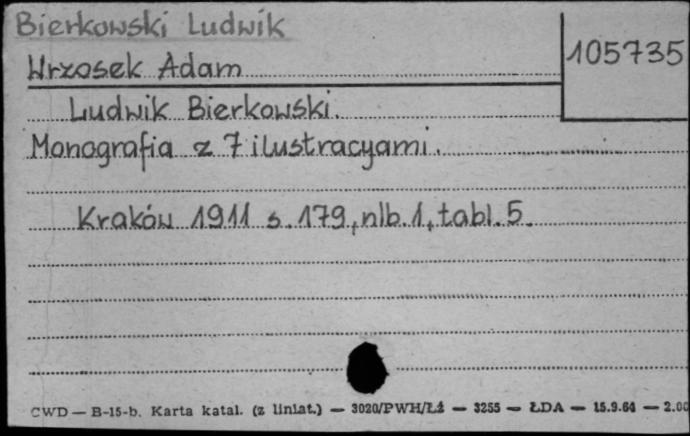 Bierkowski Ludwik
Wrzosek Adam
105735
Ludwik Bierkowski.
Monografia z 7 ilustracyami.
Kraków 1911 s. 179, nlb. 1, tabl. 5.
CWD — B-15-b. Karta katal. (z liniat.) — 3020/PWH/Łż — 3255 — ŁDA — 15.9.64 — 2.00